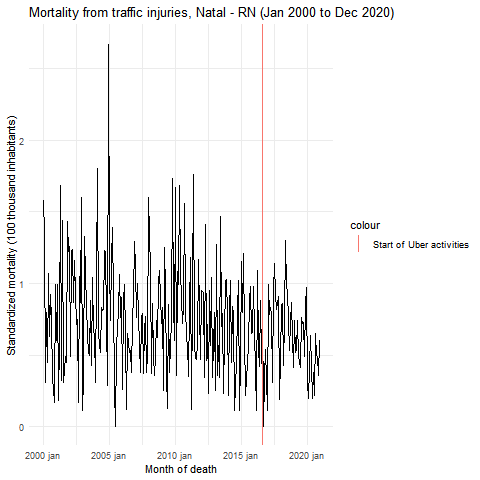 Mortality from traffic injuries, Natal - RN (Jan 2000 to Dec 2020)
Standardized mortality (100 thousand inhabitants)
2
1
0
2000 jan 2005 jan 2010 jan 2015 jan 2020 jan
Month of death
colour
Start of Uber activities